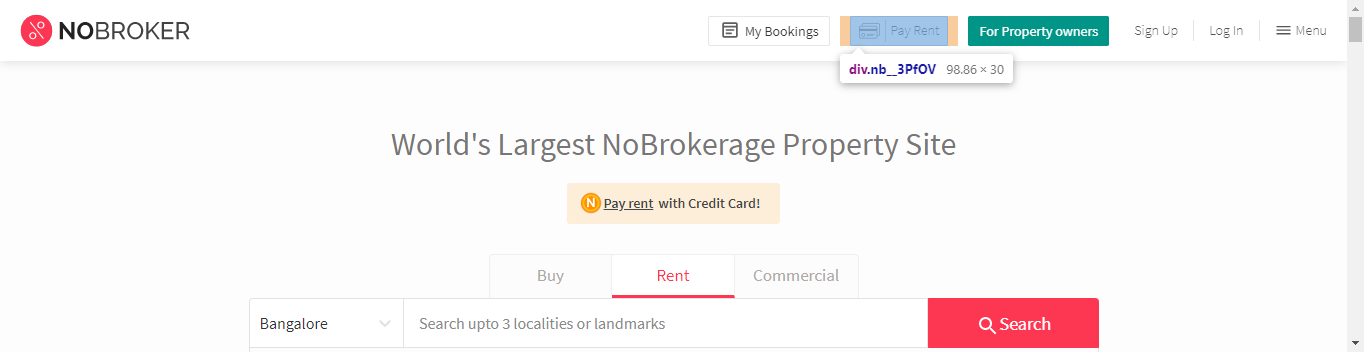 NOBROKER
My Bookings
Pay Rent
For Property owners
Sign Up
Log In
Menu
div.nb__3PfOV 98.86 × 30
World's Largest NoBrokerage Property Site
N Pay rent with Credit Card!
Buy
Rent
Commercial
Bangalore
Search upto 3 localities or landmarks
Search